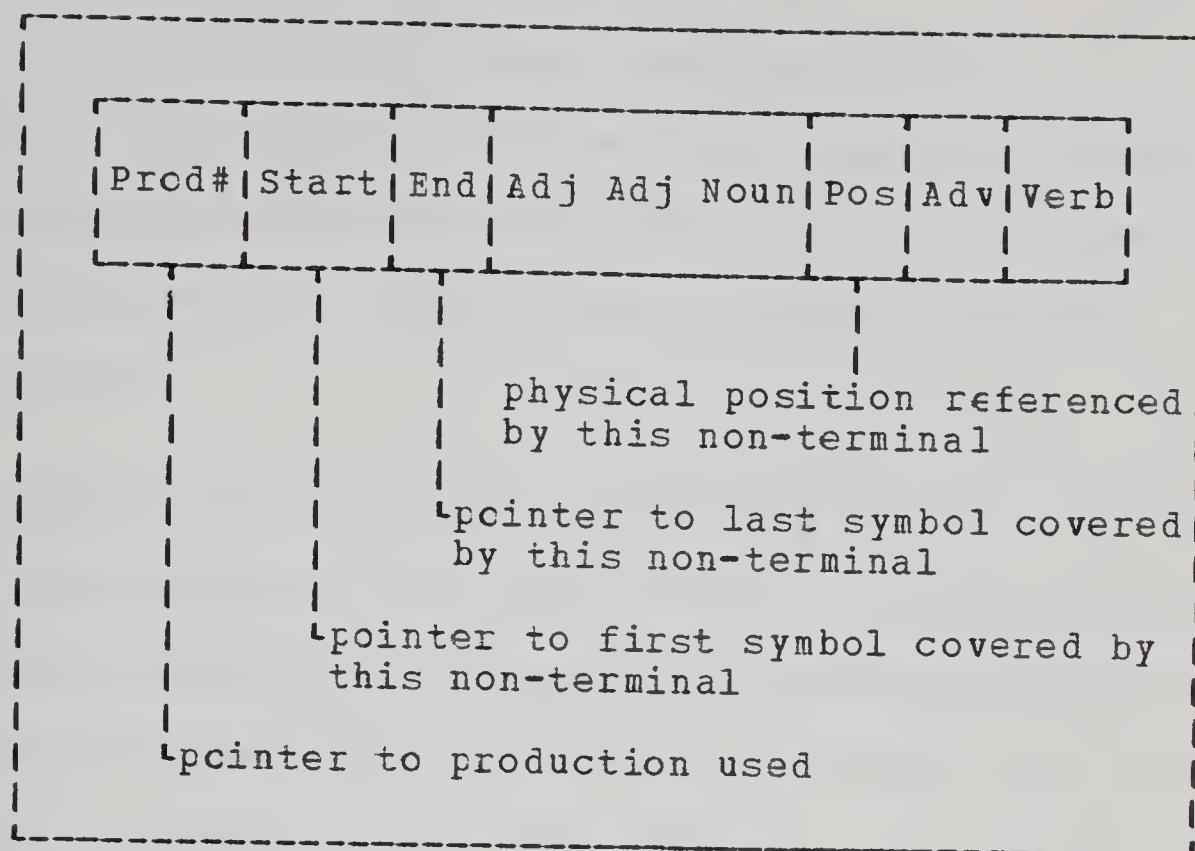 Prod# Start End Adj Adj Noun Pos Adv Verb
physical position referenced
by this non-terminal
pointer to last symbol covered
by this non-terminal
pointer to first symbol covered by
this non-terminal
pointer to production used